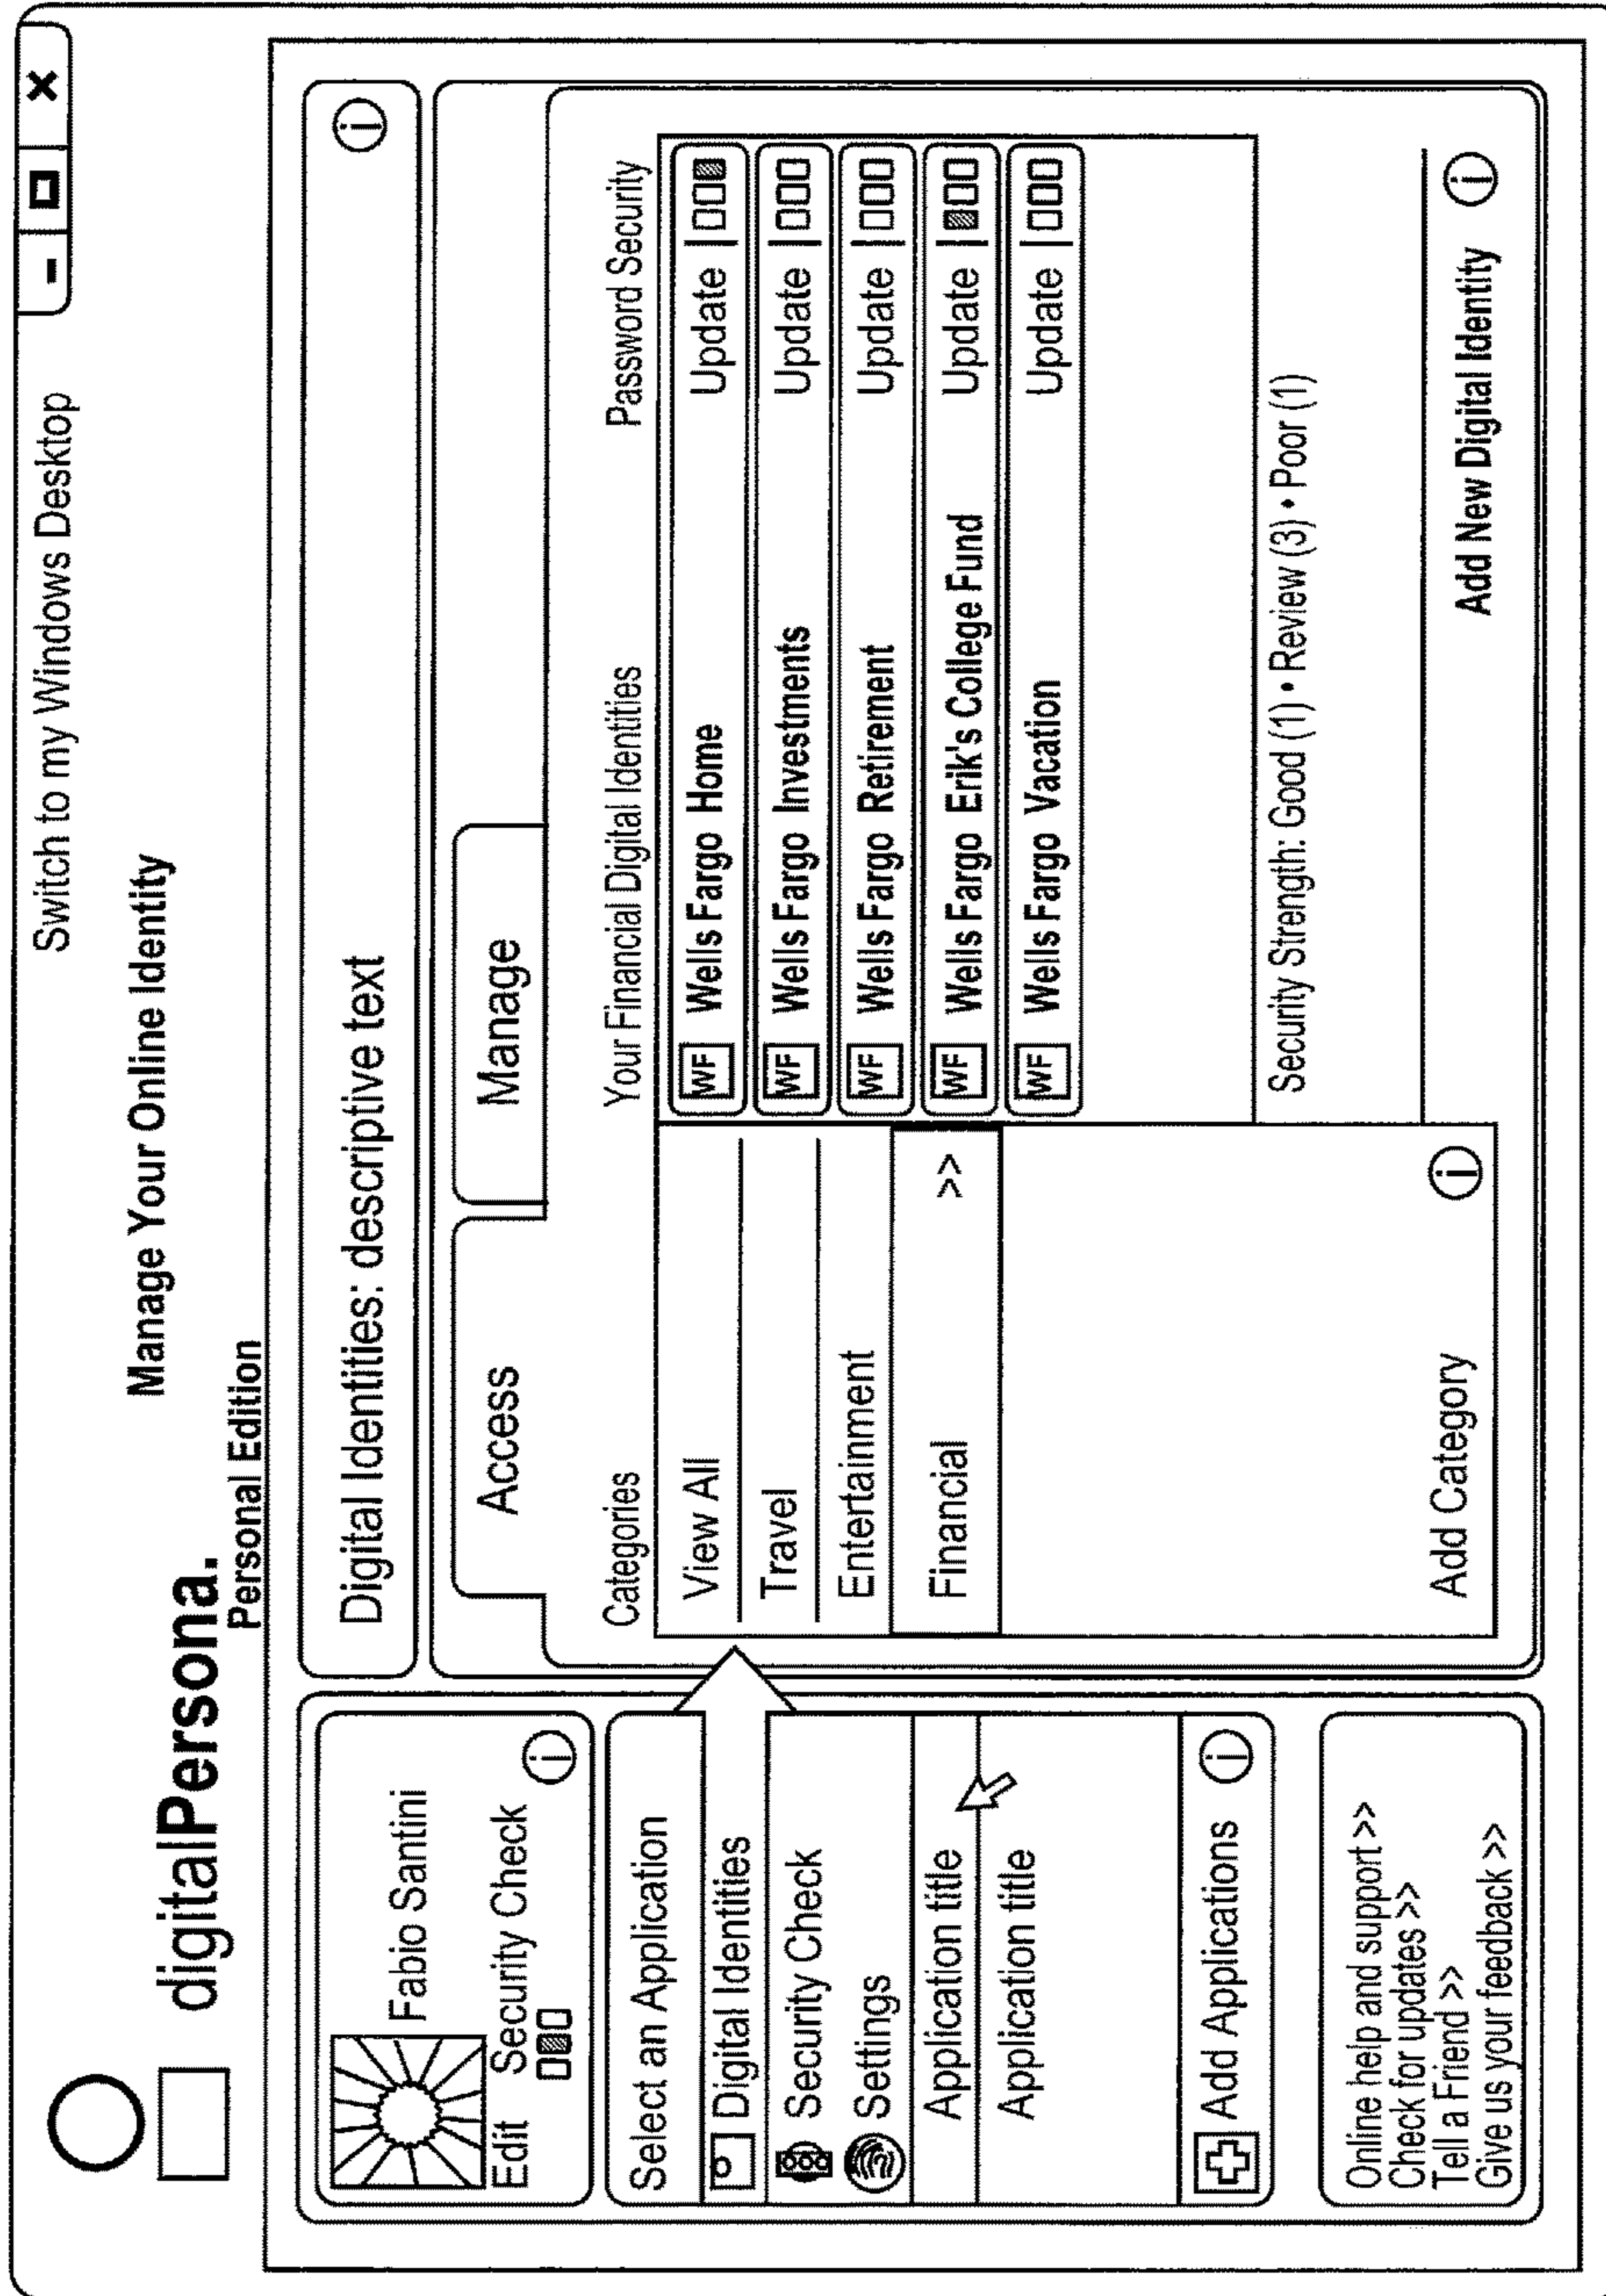 Switch to my Windows Desktop
digitalPersona.
Manage Your Online Identity
Personal Edition
Fabio Santini
Edit Security Check
Select an Application
Digital Identities
Security Check
Settings
Application title
Application title
Add Applications
Online help and support >>
Check for updates >>
Tell a Friend >>
Give us your feedback >>
Digital Identities: descriptive text
Access Manage
Categories
View All
Travel
Entertainment
Financial >>
Add Category
Your Financial Digital Identities Password Security
WF Wells Fargo Home Update
WF Wells Fargo Investments Update
WF Wells Fargo Retirement Update
WF Wells Fargo Erik's College Fund Update
WF Wells Fargo Vacation Update
Security Strength: Good (1) • Review (3) • Poor (1)
Add New Digital Identity